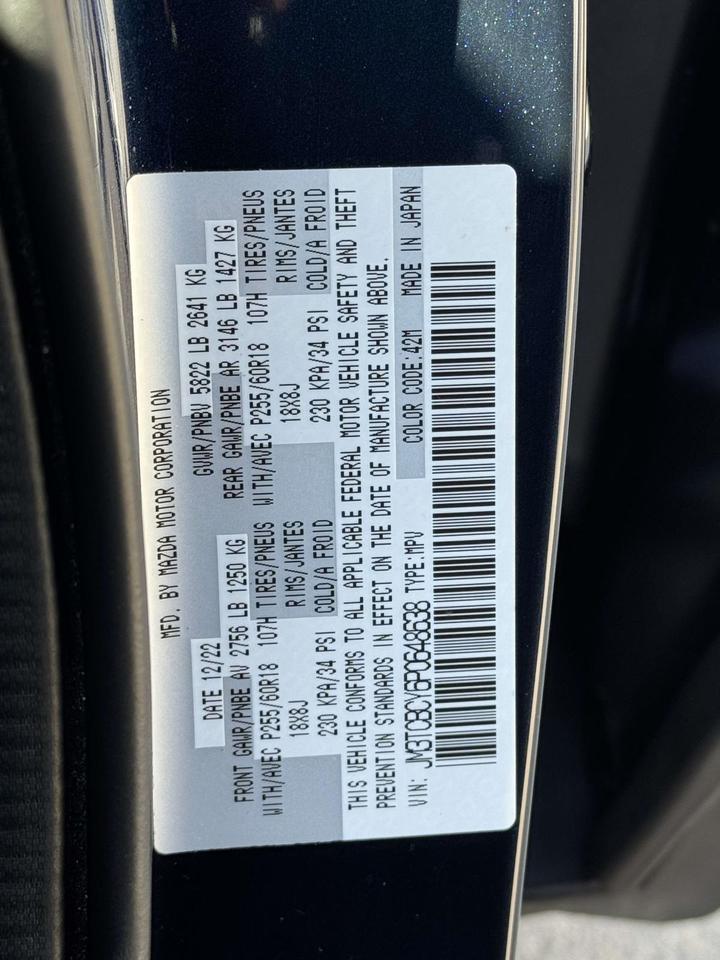 MFD. BY MAZDA MOTOR CORPORATION
DATE 12/22 GVWR/PNBV 5822 LB 2641 KG
FRONT GAWR/PNBE AV 2756 LB 1250 KG REAR GAWR/PNBE AR 3146 LB 1427 KG
WITH/AVEC P255/60R18 107H TIRES/PNEUS WITH/AVEC P255/60R18 107H TIRES/PNEUS
18X8J RIMS/JANTES 18X8J RIMS/JANTES
230 KPA/34 PSI COLD/A FROID 230 KPA/34 PSI COLD/A FROID
THIS VEHICLE CONFORMS TO ALL APPLICABLE FEDERAL MOTOR VEHICLE SAFETY AND THEFT
PREVENTION STANDARDS IN EFFECT ON THE DATE OF MANUFACTURE SHOWN ABOVE.
VIN: JM3TCBCY6P0648638 TYPE:MPV COLOR CODE:42M MADE IN JAPAN